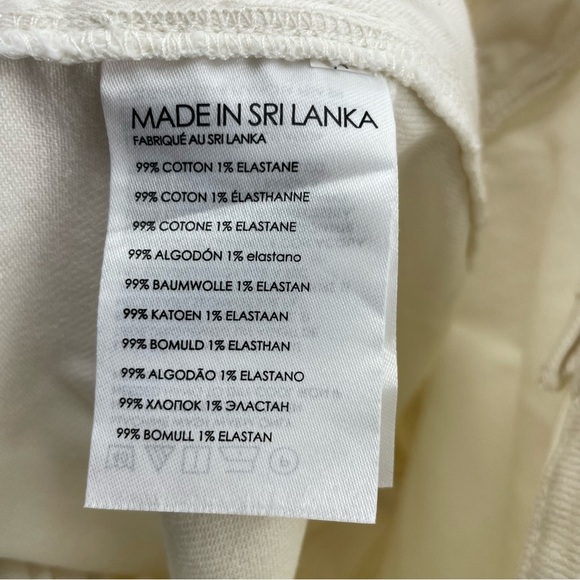 MADE IN SRI LANKA
FABRIQUÉ AU SRI LANKA
99% COTTON 1% ELASTANE
99% COTON 1% ÉLASTHANNE
99% COTONE 1% ELASTANE
99% ALGODÓN 1% elastano
99% BAUMWOLLE 1% ELASTAN
99% KATOEN 1% ELASTAAN
99% BOMULD 1% ELASTHAN
99% ALGODÃO 1% ELASTANO
99% ХЛОПОК 1% ЭЛАСТАН
99% BOMULL 1% ELASTAN